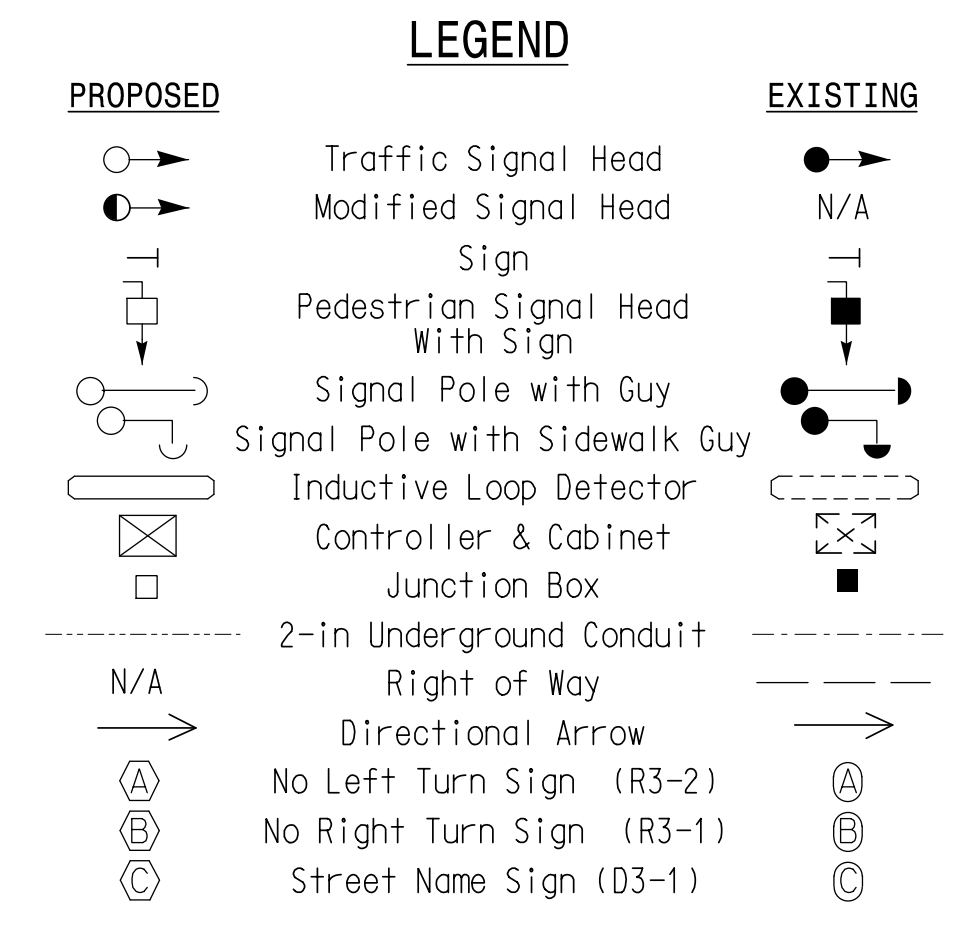 LEGEND
PROPOSED EXISTING
Traffic Signal Head
Modified Signal Head N/A
Sign
Pedestrian Signal Head
With Sign
Signal Pole with Guy
Signal Pole with Sidewalk Guy
Inductive Loop Detector
Controller & Cabinet
Junction Box
2-in Underground Conduit
N/A Right of Way
Directional Arrow
A No Left Turn Sign (R3-2) A
B No Right Turn Sign (R3-1) B
C Street Name Sign (D3-1) C